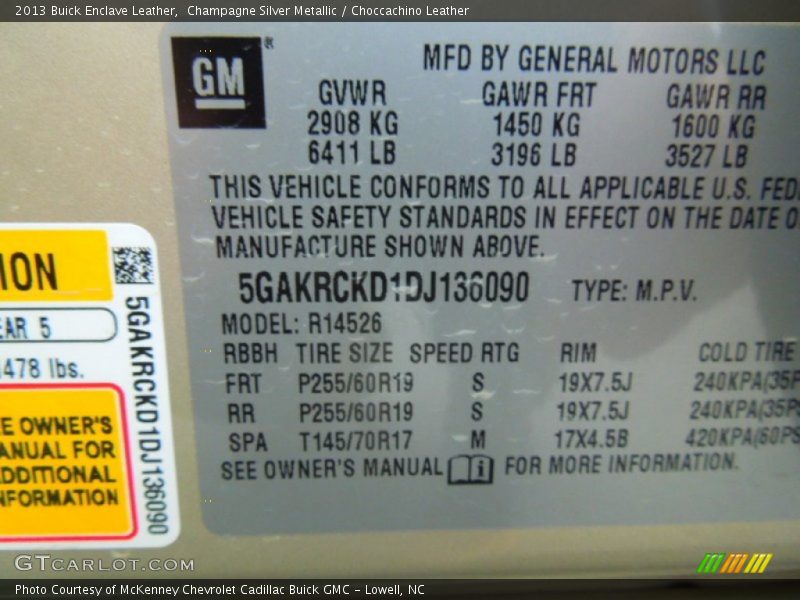 2013 Buick Enclave Leather, Champagne Silver Metallic / Choccachino Leather
GM ®
MFD BY GENERAL MOTORS LLC
GVWR GAWR FRT GAWR RR
2908 KG 1450 KG 1600 KG
6411 LB 3196 LB 3527 LB
THIS VEHICLE CONFORMS TO ALL APPLICABLE U.S. FED
VEHICLE SAFETY STANDARDS IN EFFECT ON THE DATE O
MANUFACTURE SHOWN ABOVE.
5GAKRCKD1DJ136090 TYPE: M.P.V.
MODEL: R14526
RBBH TIRE SIZE SPEED RTG RIM COLD TIRE
FRT P255/60R19 S 19X7.5J 240KPA(35P
RR P255/60R19 S 19X7.5J 240KPA(35PS
SPA T145/70R17 M 17X4.5B 420KPA(60PS
SEE OWNER'S MANUAL i FOR MORE INFORMATION.
ION
EAR 5
478 lbs.
EE OWNER'S
ANUAL FOR
DDITIONAL
NFORMATION
5GAKRCKD1DJ136090
GTCARLOT.COM
Photo Courtesy of McKenney Chevrolet Cadillac Buick GMC - Lowell, NC